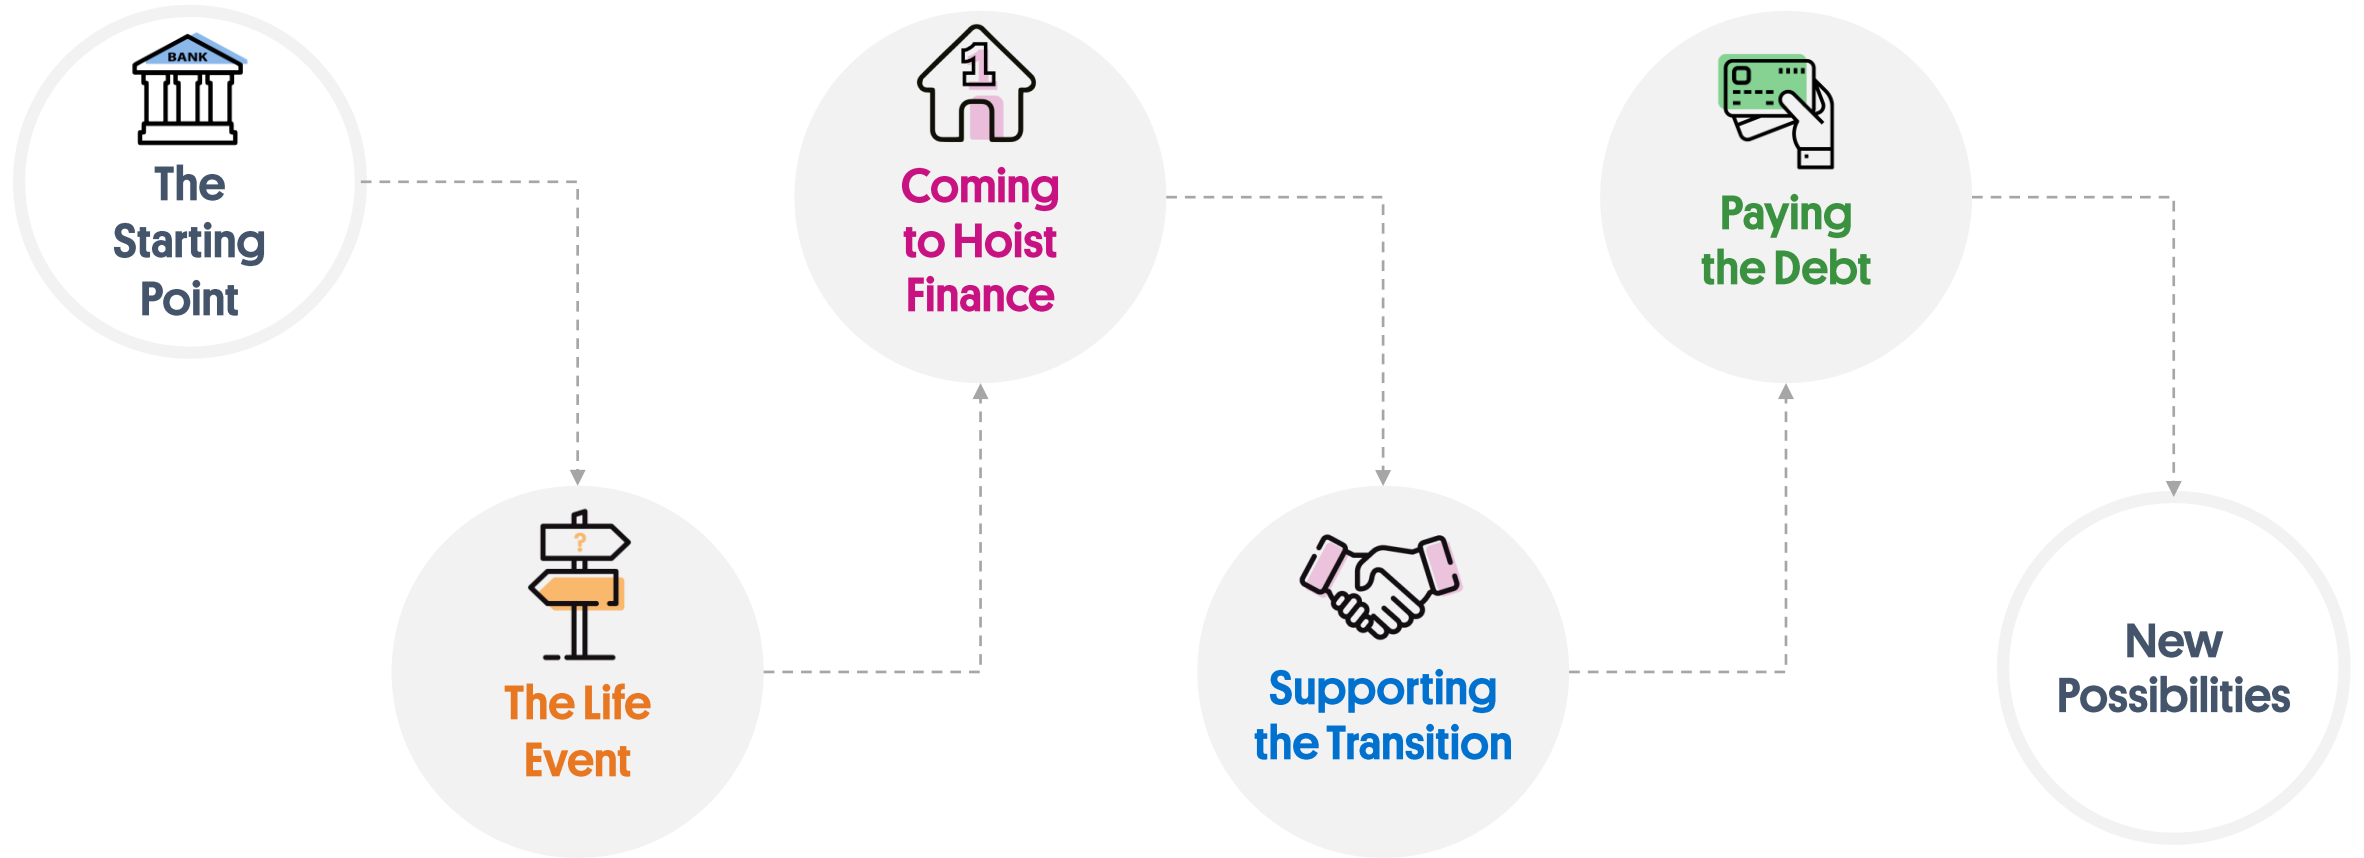 BANK
The
Starting
Point
?
The Life
Event
1
Coming
to Hoist
Finance
Supporting
the Transition
Paying
the Debt
New
Possibilities